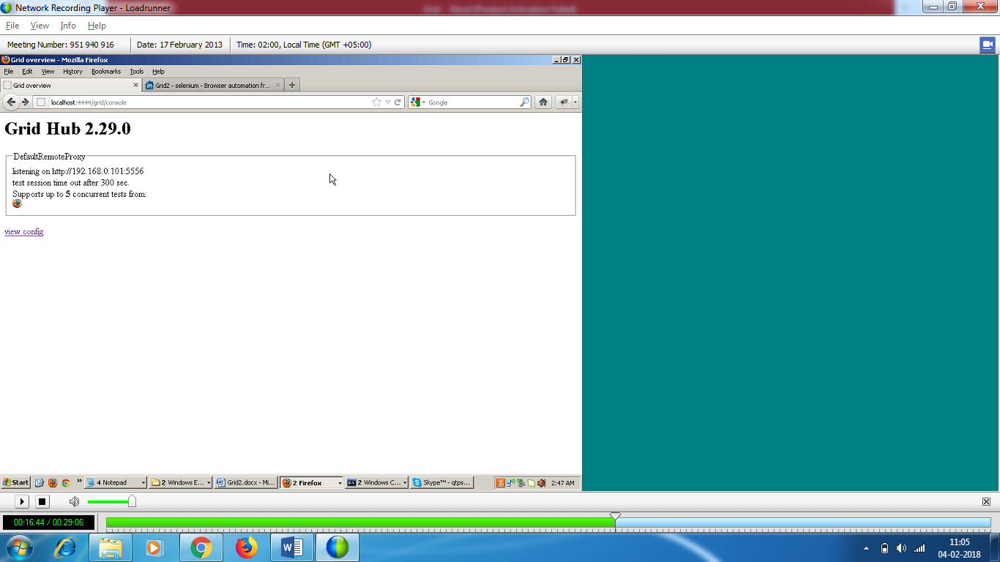 Network Recording Player - Loadrunner
File View Info Help
Meeting Number: 951 940 916 Date: 17 February 2013 Time: 02:00, Local Time (GMT +05:00)
Grid overview - Mozilla Firefox
File Edit View History Bookmarks Tools Help
Grid overview Grid2 - selenium - Browser automation fr...
localhost:4444/grid/console Google
Grid Hub 2.29.0
DefaultRemoteProxy
listening on http://192.168.0.101:5556
test session time out after 300 sec.
Supports up to 5 concurrent tests from:
view config
Start 4 Notepad 2 Windows E... Grid2.docx - Mi... 2 Firefox 2 Windows C... Skype™ - qtps... 2:47 AM
00:16:44 / 00:29:06
11:05
04-02-2018